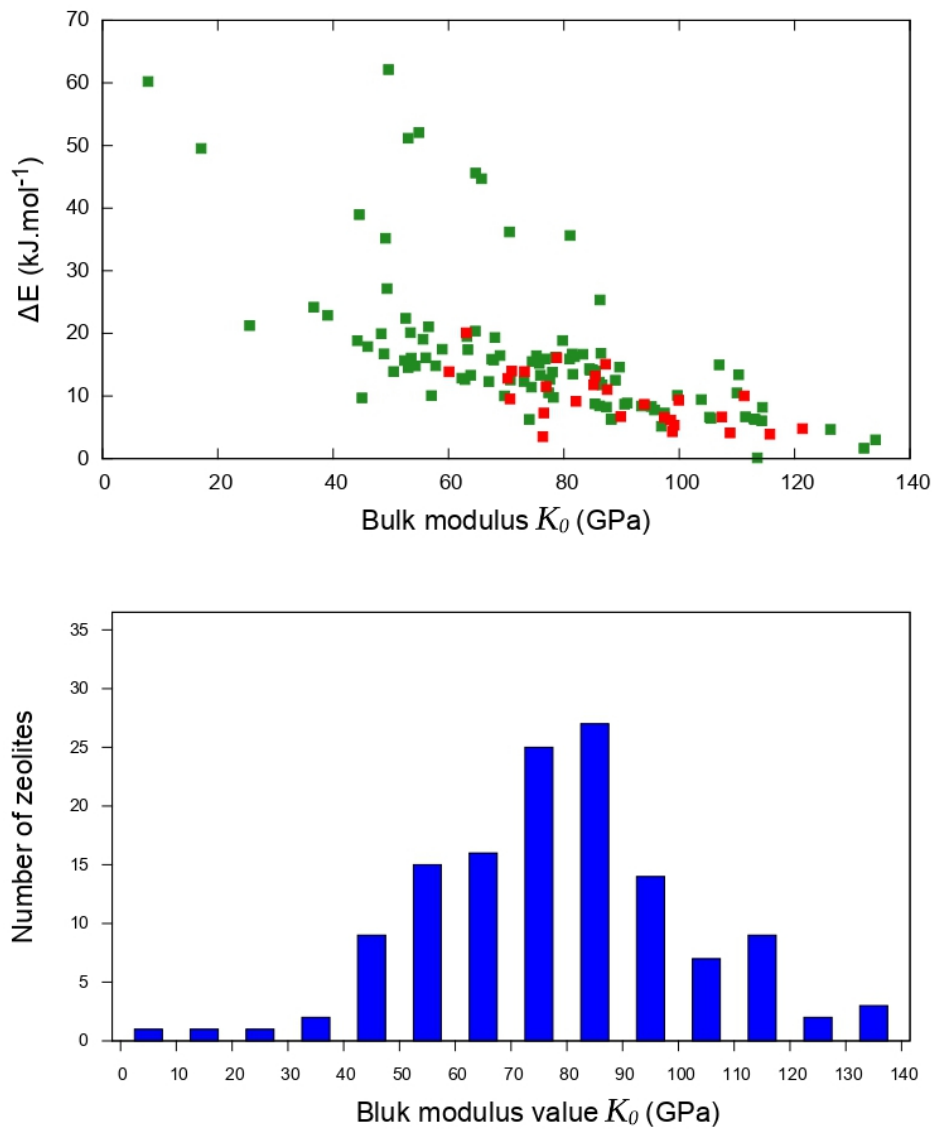 70
60
50
40
30
20
10
0
ΔE (kJ.mol⁻¹)
0 20 40 60 80 100 120 140
Bulk modulus K₀ (GPa)
35
30
25
20
15
10
5
0
Number of zeolites
0 10 20 30 40 50 60 70 80 90 100 110 120 130 140
Bluk modulus value K₀ (GPa)